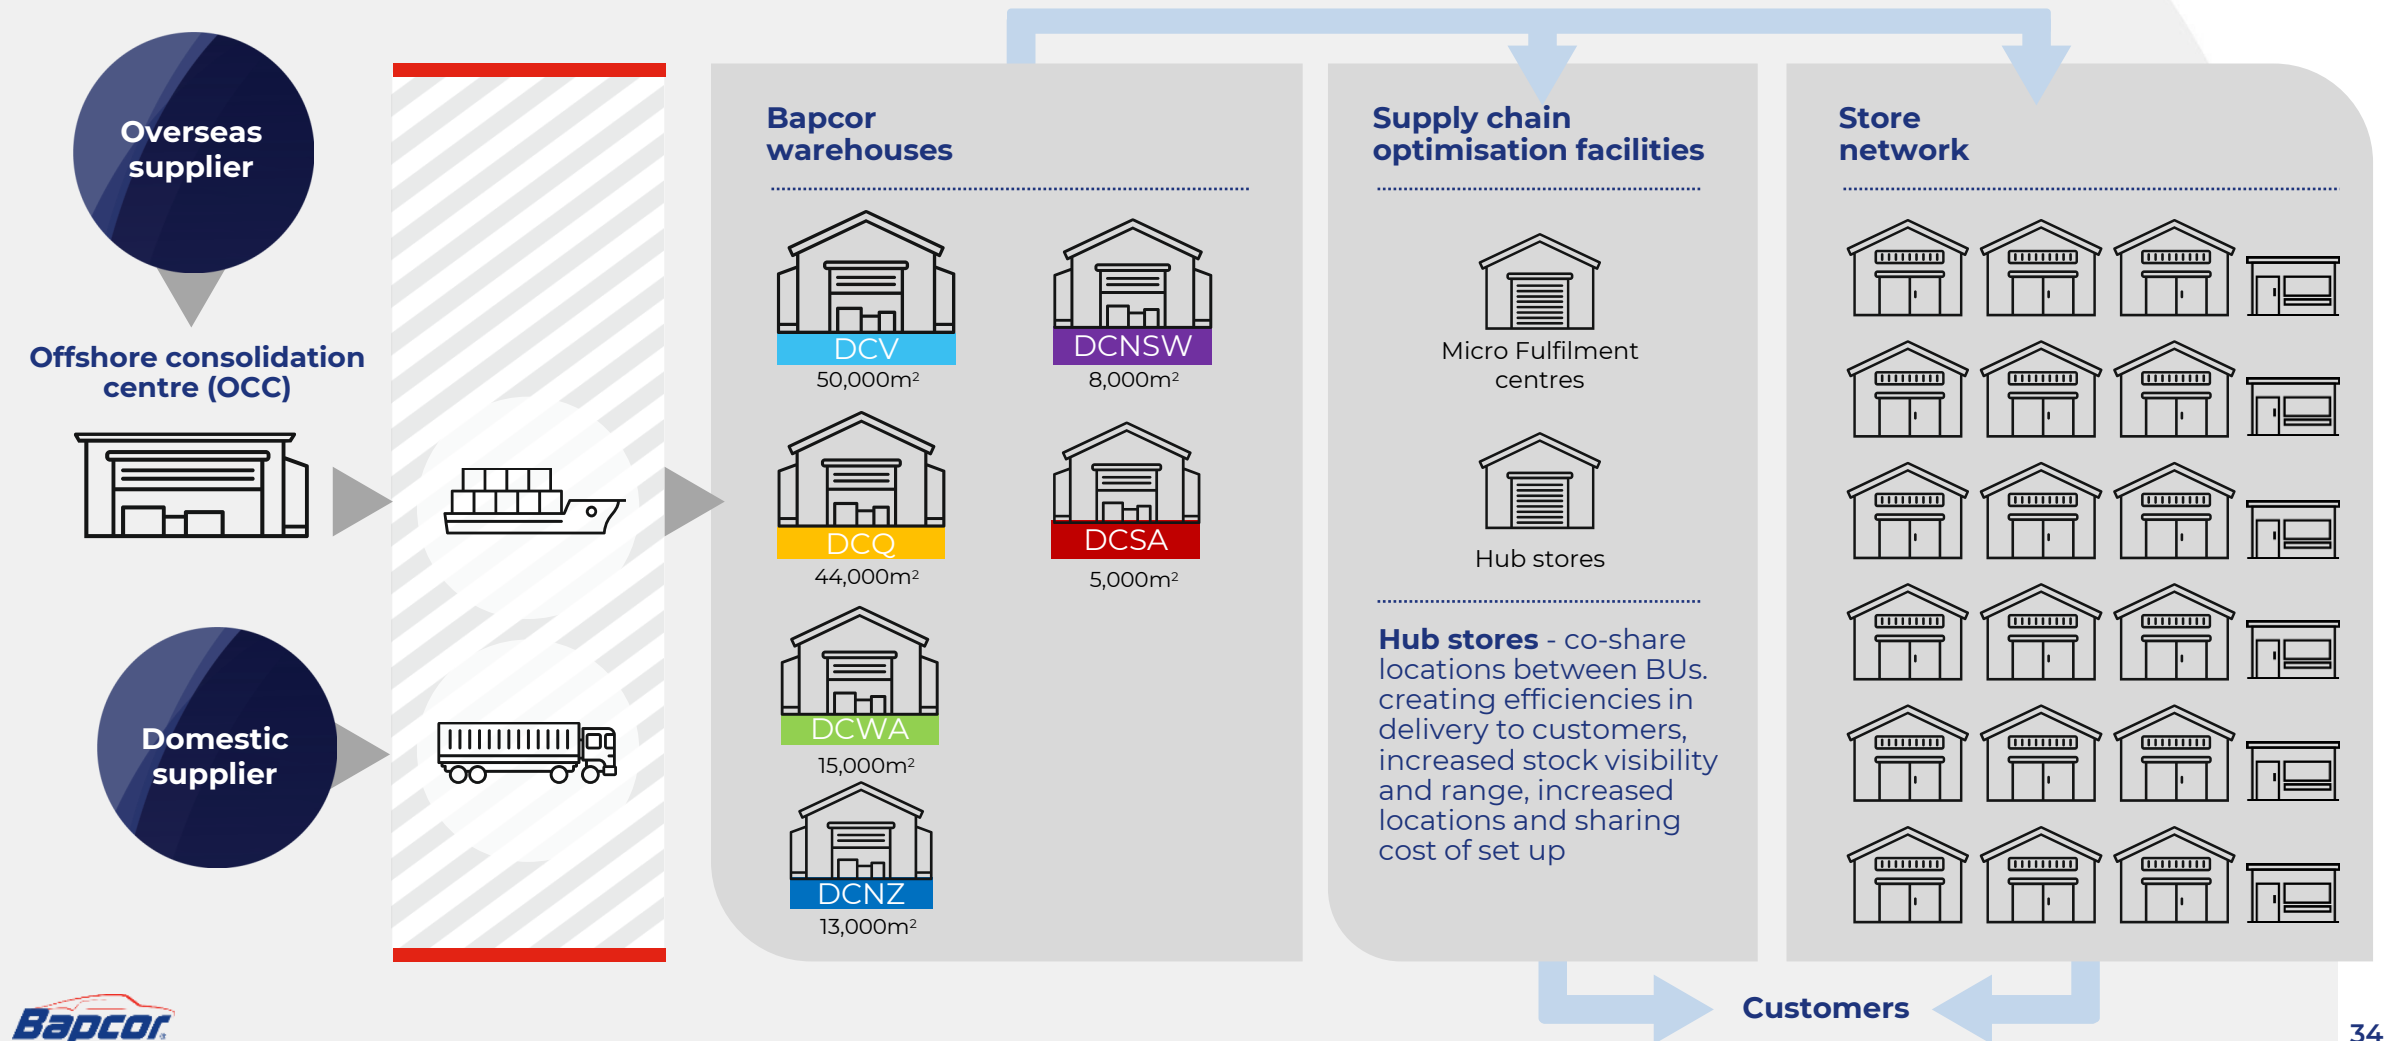 Overseas
supplier
Offshore consolidation
centre (OCC)
Domestic
supplier
Bapcor
warehouses
DCV
50,000m²
DCNSW
8,000m²
DCQ
44,000m²
DCSA
5,000m²
DCWA
15,000m²
DCNZ
13,000m²
Supply chain
optimisation facilities
Micro Fulfilment
centres
Hub stores
Hub stores - co-share
locations between BUs.
creating efficiencies in
delivery to customers,
increased stock visibility
and range, increased
locations and sharing
cost of set up
Store
network
Customers
Bapcor
34